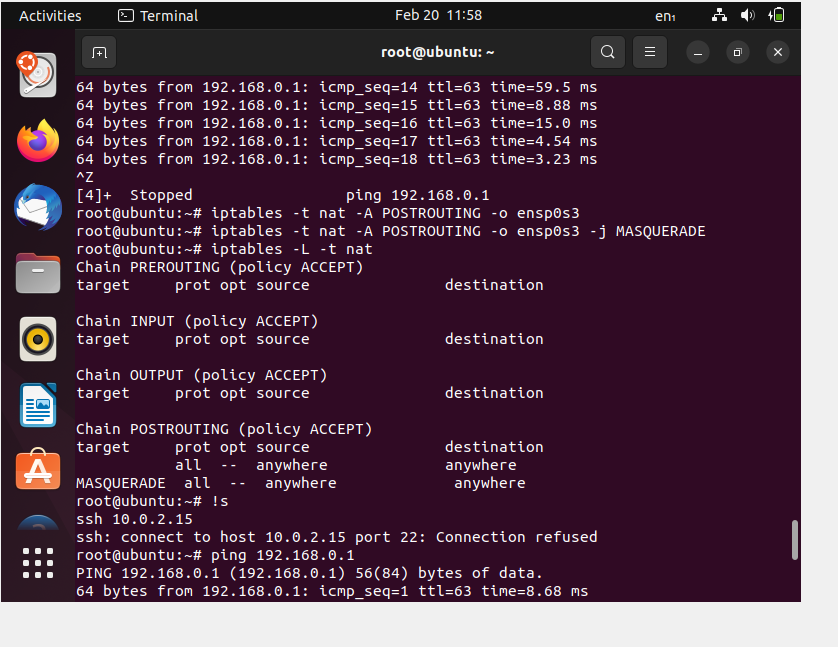 Activities Terminal Feb 20 11:58 en₁
root@ubuntu: ~
64 bytes from 192.168.0.1: icmp_seq=14 ttl=63 time=59.5 ms
64 bytes from 192.168.0.1: icmp_seq=15 ttl=63 time=8.88 ms
64 bytes from 192.168.0.1: icmp_seq=16 ttl=63 time=15.0 ms
64 bytes from 192.168.0.1: icmp_seq=17 ttl=63 time=4.54 ms
64 bytes from 192.168.0.1: icmp_seq=18 ttl=63 time=3.23 ms
^Z
[4]+  Stopped                 ping 192.168.0.1
root@ubuntu:~# iptables -t nat -A POSTROUTING -o ensp0s3
root@ubuntu:~# iptables -t nat -A POSTROUTING -o ensp0s3 -j MASQUERADE
root@ubuntu:~# iptables -L -t nat
Chain PREROUTING (policy ACCEPT)
target     prot opt source               destination

Chain INPUT (policy ACCEPT)
target     prot opt source               destination

Chain OUTPUT (policy ACCEPT)
target     prot opt source               destination

Chain POSTROUTING (policy ACCEPT)
target     prot opt source               destination
           all  --  anywhere             anywhere
MASQUERADE  all  --  anywhere             anywhere
root@ubuntu:~# !s
ssh 10.0.2.15
ssh: connect to host 10.0.2.15 port 22: Connection refused
root@ubuntu:~# ping 192.168.0.1
PING 192.168.0.1 (192.168.0.1) 56(84) bytes of data.
64 bytes from 192.168.0.1: icmp_seq=1 ttl=63 time=8.68 ms